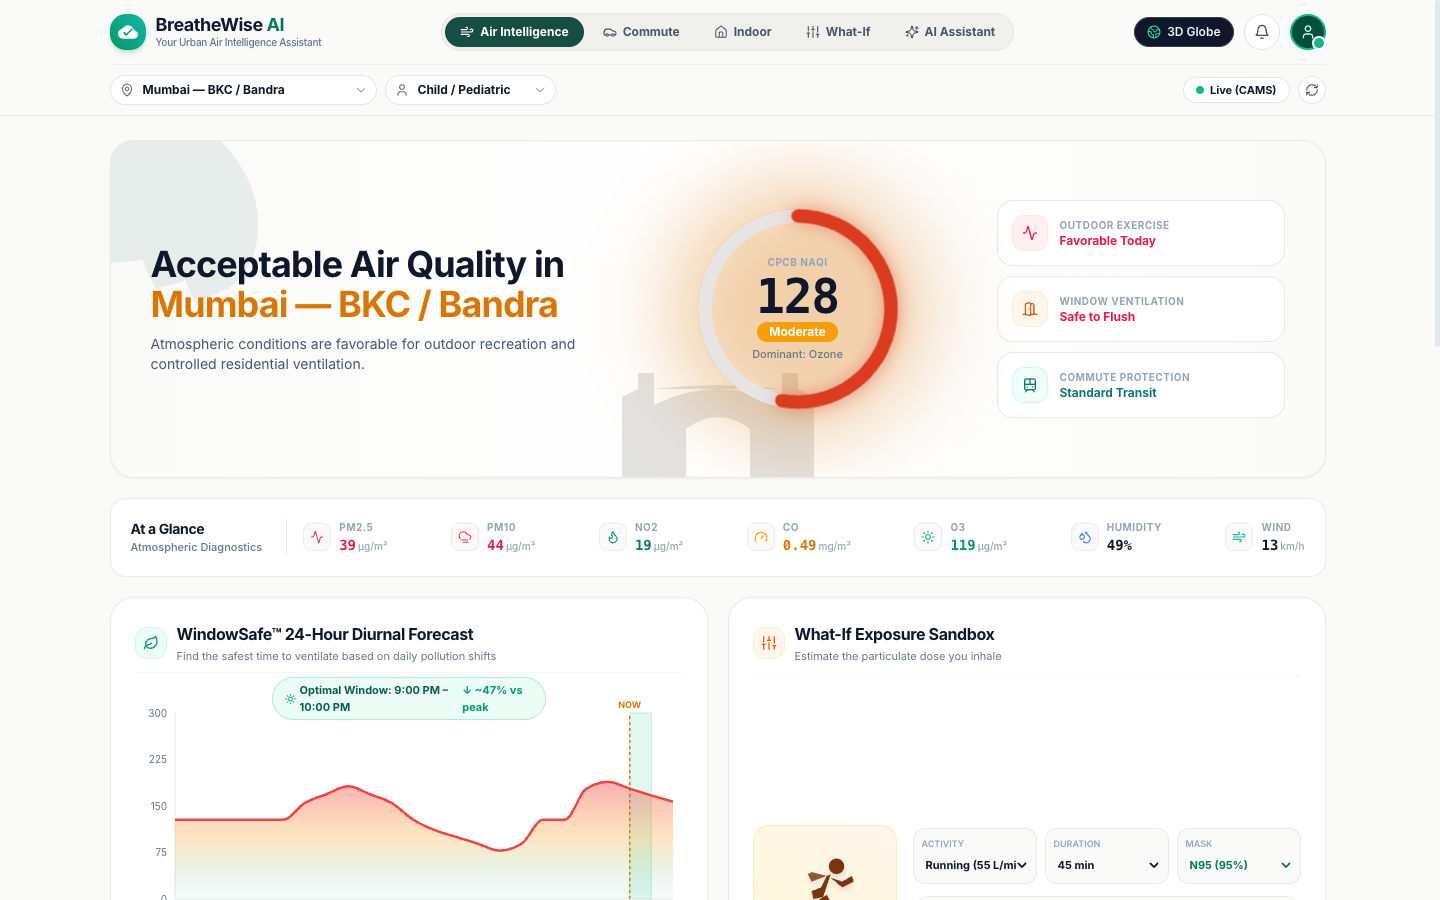 BreatheWise AI
Your Urban Air Intelligence Assistant
Air Intelligence
Commute
Indoor
What-If
AI Assistant
3D Globe
Mumbai — BKC / Bandra
Child / Pediatric
Live (CAMS)
Acceptable Air Quality in
Mumbai — BKC / Bandra
Atmospheric conditions are favorable for outdoor recreation and
controlled residential ventilation.
CPCB NAQI
128
Moderate
Dominant: Ozone
OUTDOOR EXERCISE
Favorable Today
WINDOW VENTILATION
Safe to Flush
COMMUTE PROTECTION
Standard Transit
At a Glance
Atmospheric Diagnostics
PM2.5
39 µg/m³
PM10
44 µg/m³
NO2
19 µg/m³
CO
0.49 mg/m³
O3
119 µg/m³
HUMIDITY
49%
WIND
13 km/h
WindowSafe™ 24-Hour Diurnal Forecast
Find the safest time to ventilate based on daily pollution shifts
Optimal Window: 9:00 PM –
10:00 PM
↓ ~47% vs
peak
NOW
300
225
150
75
0
What-If Exposure Sandbox
Estimate the particulate dose you inhale
ACTIVITY
Running (55 L/mi
DURATION
45 min
MASK
N95 (95%)